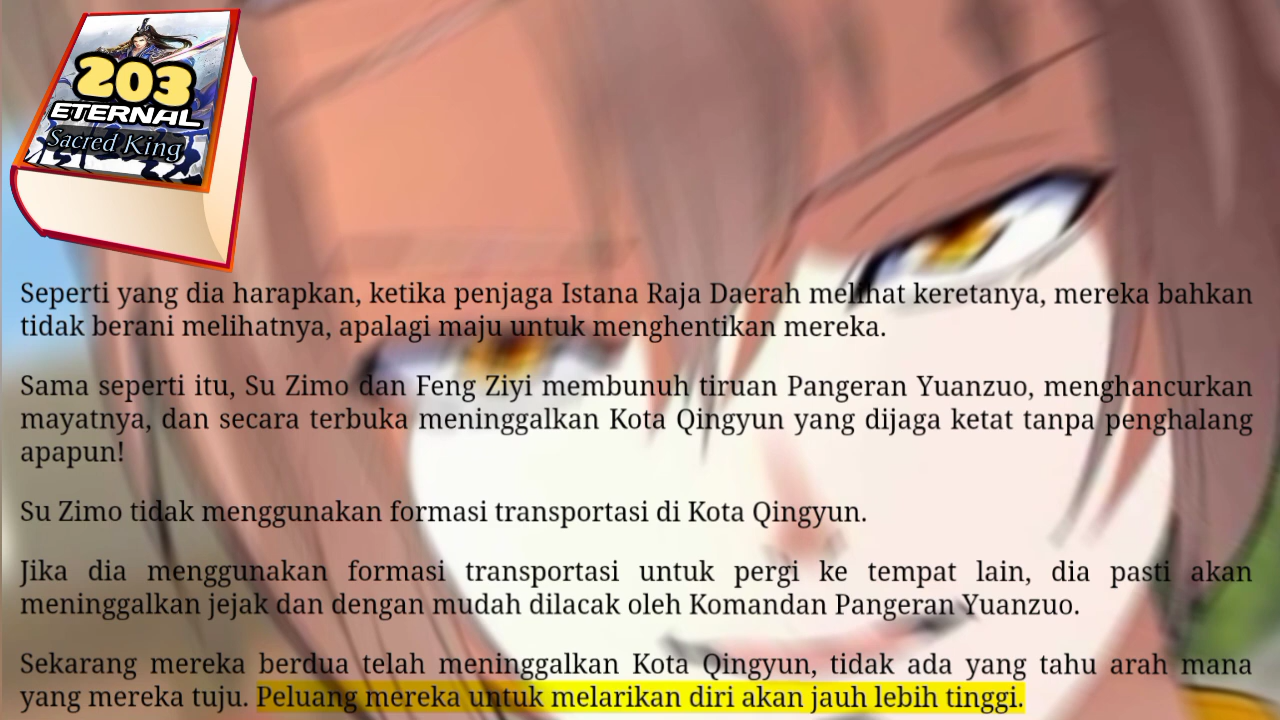 203
ETERNAL
Sacred King
Seperti yang dia harapkan, ketika penjaga Istana Raja Daerah melihat keretanya, mereka bahkan
tidak berani melihatnya, apalagi maju untuk menghentikan mereka.
Sama seperti itu, Su Zimo dan Feng Ziyi membunuh tiruan Pangeran Yuanzuo, menghancurkan
mayatnya, dan secara terbuka meninggalkan Kota Qingyun yang dijaga ketat tanpa penghalang
apapun!
Su Zimo tidak menggunakan formasi transportasi di Kota Qingyun.
Jika dia menggunakan formasi transportasi untuk pergi ke tempat lain, dia pasti akan
meninggalkan jejak dan dengan mudah dilacak oleh Komandan Pangeran Yuanzuo.
Sekarang mereka berdua telah meninggalkan Kota Qingyun, tidak ada yang tahu arah mana
yang mereka tuju. Peluang mereka untuk melarikan diri akan jauh lebih tinggi.